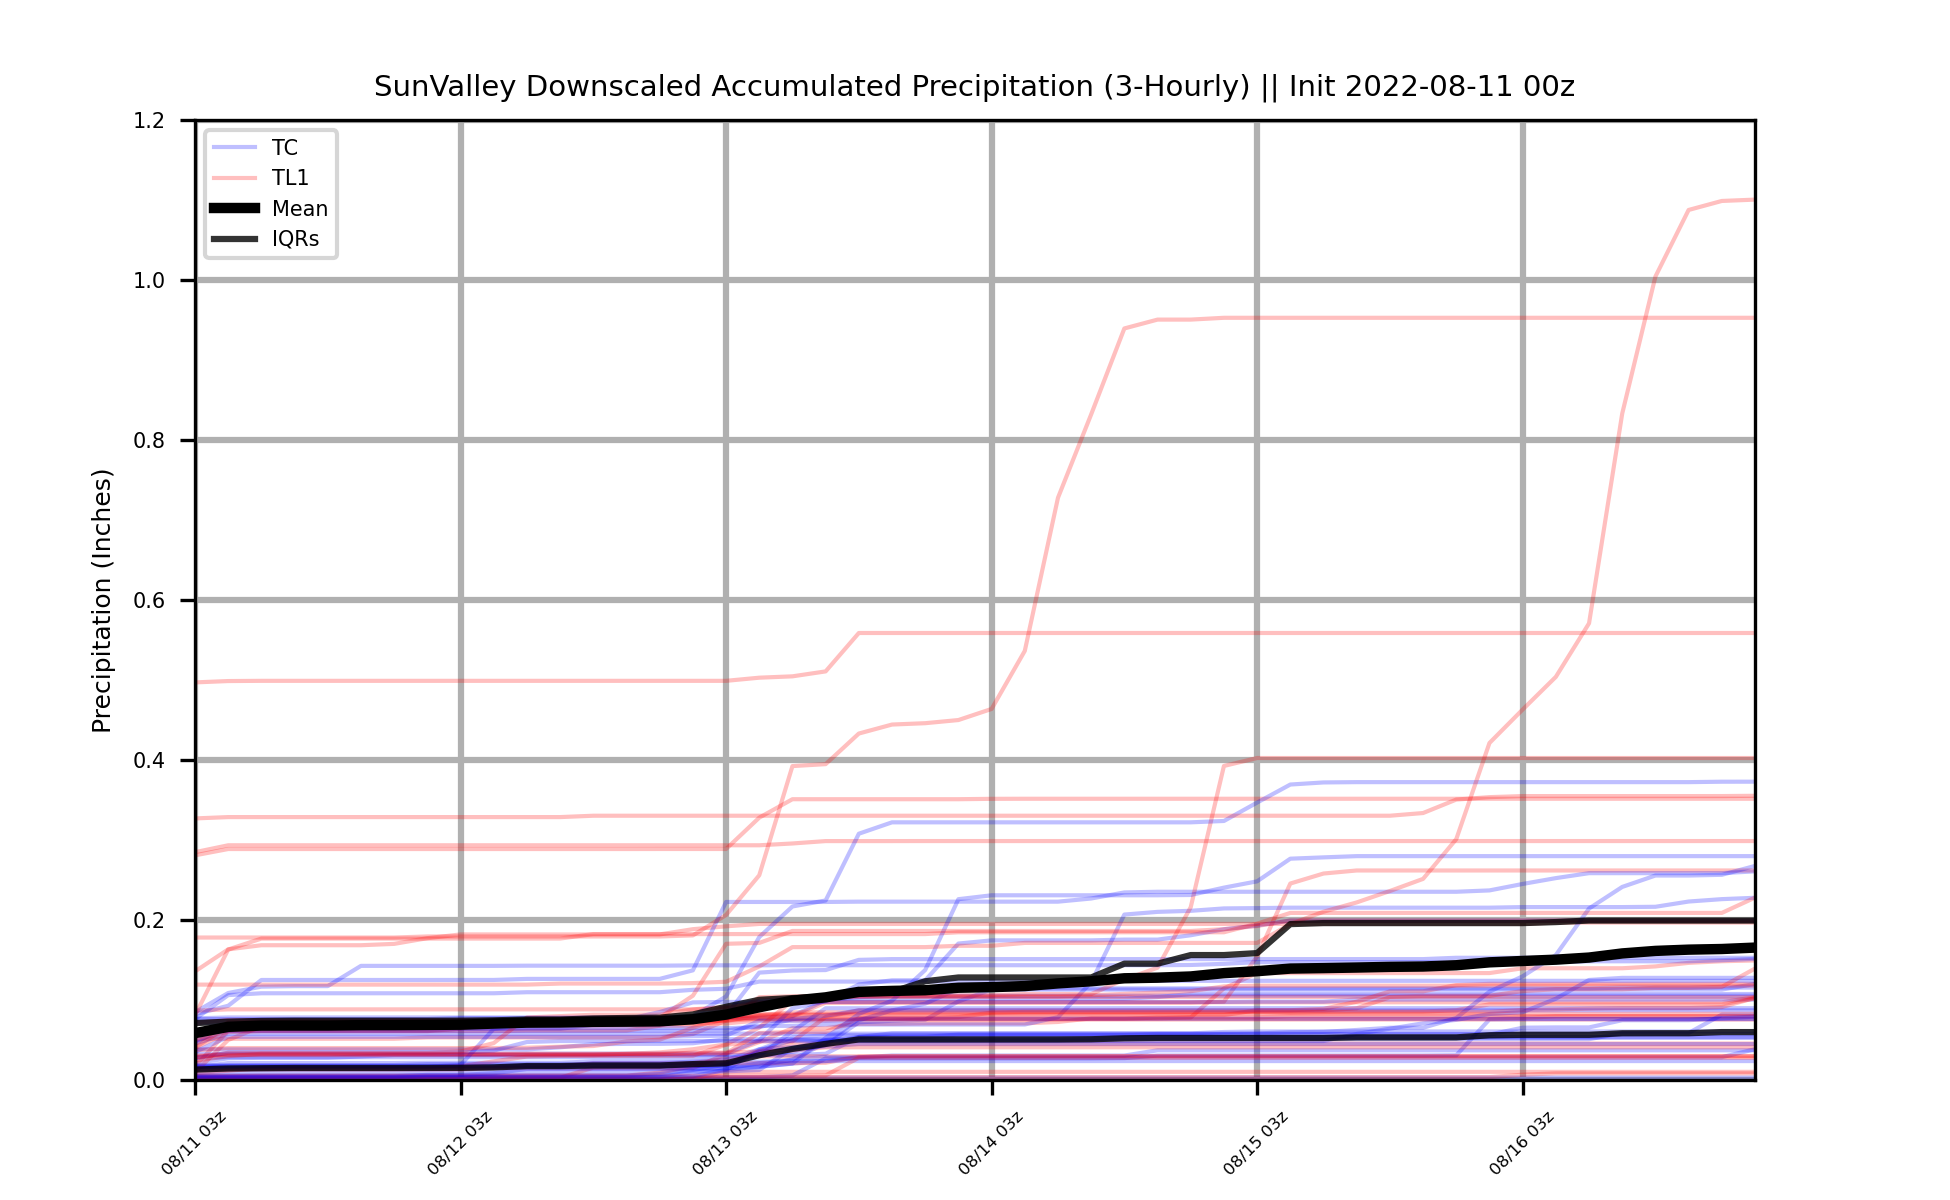 SunValley Downscaled Accumulated Precipitation (3-Hourly) || Init 2022-08-11 00z
TC
TL1
Mean
IQRs
Precipitation (Inches)
1.2
1.0
0.8
0.6
0.4
0.2
0.0
08/11 03z
08/12 03z
08/13 03z
08/14 03z
08/15 03z
08/16 03z